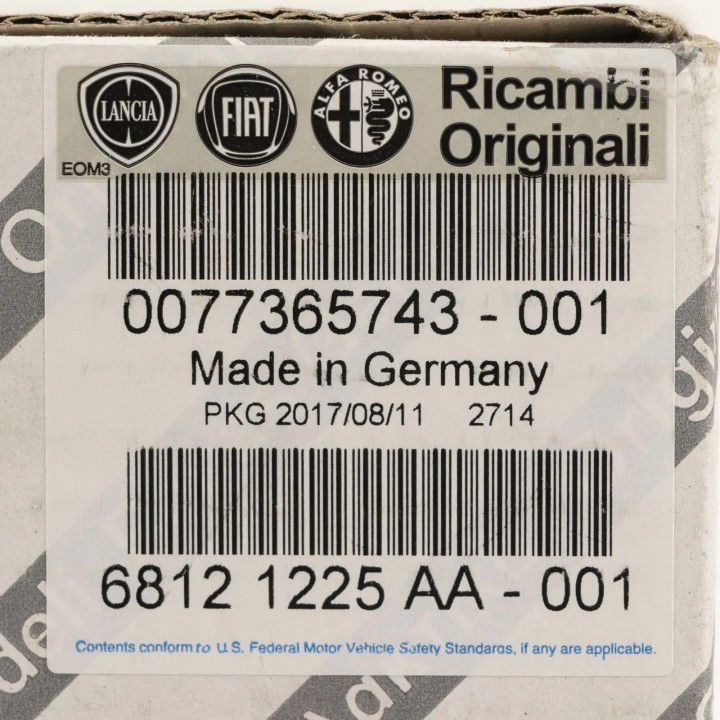 LANCIA FIAT ALFA ROMEO Ricambi
Originali
EOM3
0077365743 - 001
Made in Germany
PKG 2017/08/11 2714
6812 1225 AA - 001
Contents conform to U.S. Federal Motor Vehicle Safety Standards, if any are applicable.